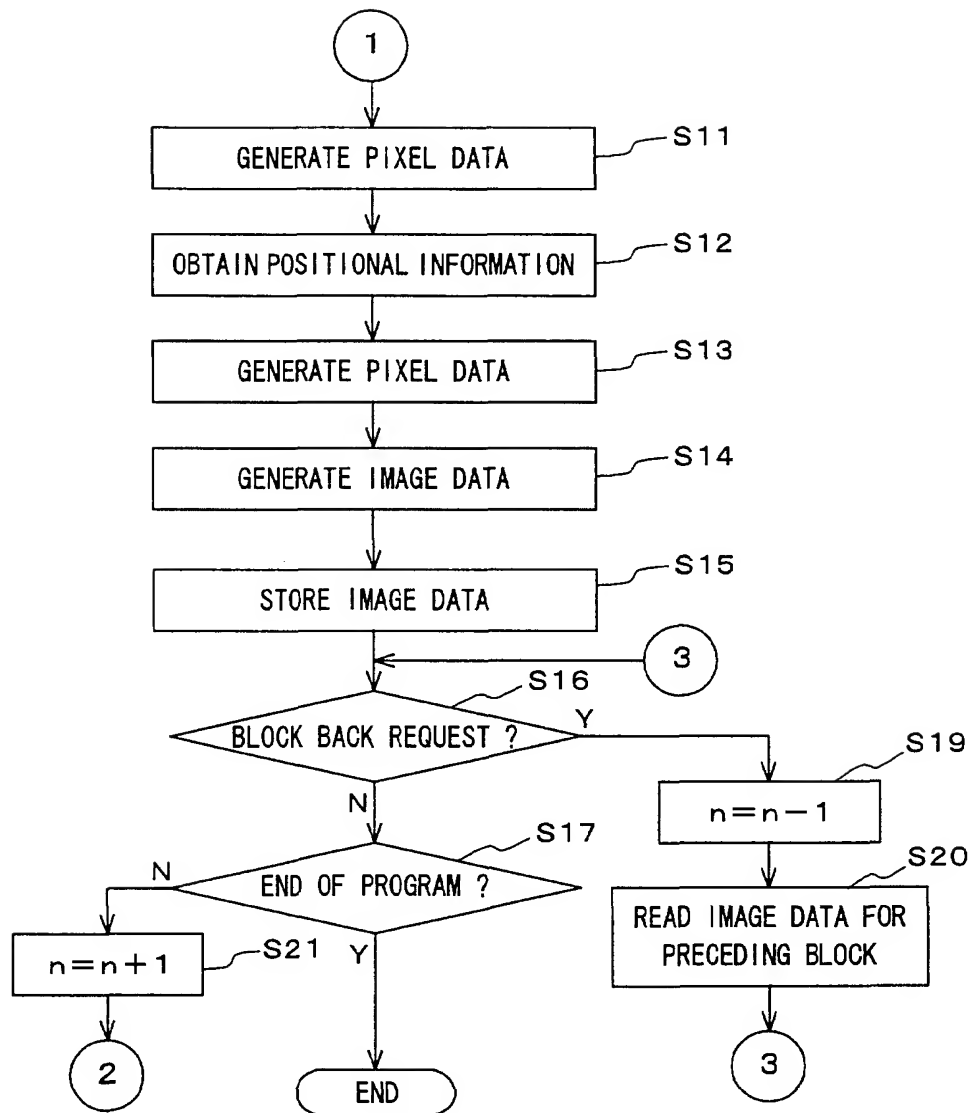 1
GENERATE PIXEL DATA
S11
OBTAIN POSITIONAL INFORMATION
S12
GENERATE PIXEL DATA
S13
GENERATE IMAGE DATA
S14
STORE IMAGE DATA
S15
3
S16
BLOCK BACK REQUEST ?
Y
N
S19
n=n-1
S17
END OF PROGRAM ?
N
Y
S20
READ IMAGE DATA FOR
PRECEDING BLOCK
S21
n=n+1
2
END
3